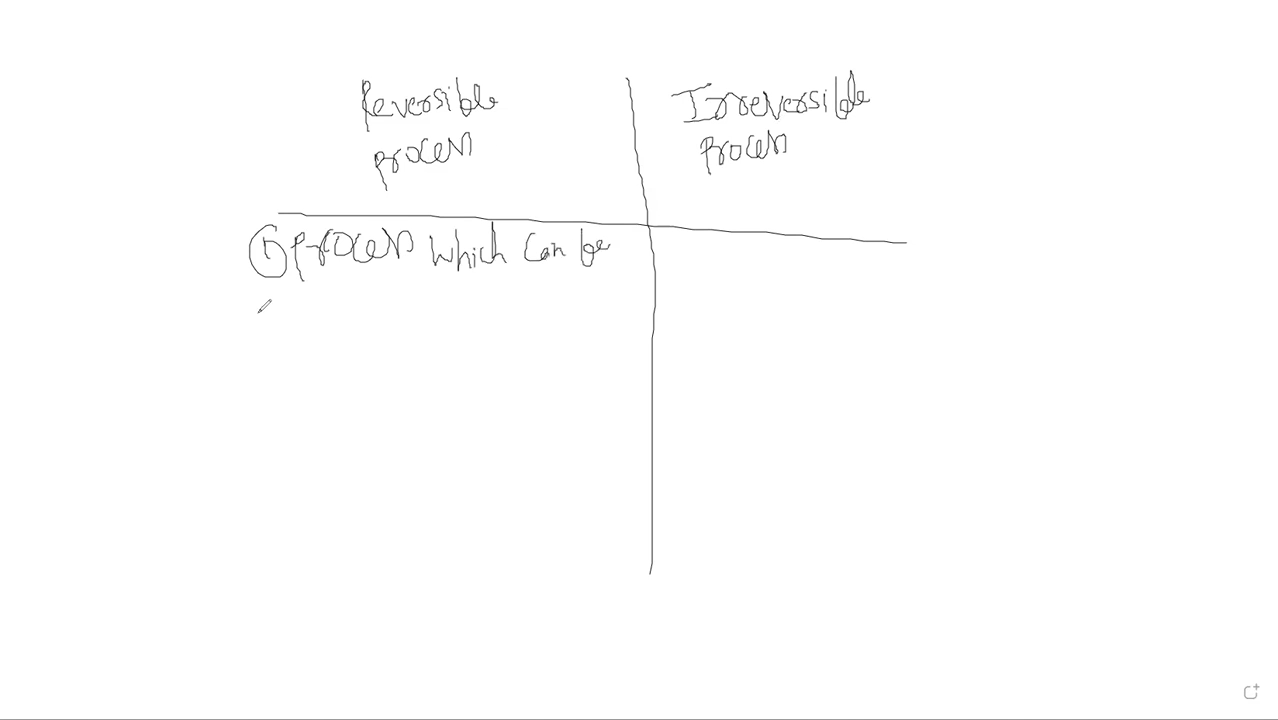 Reversible
process
Irreversible
Process
① Process which can be